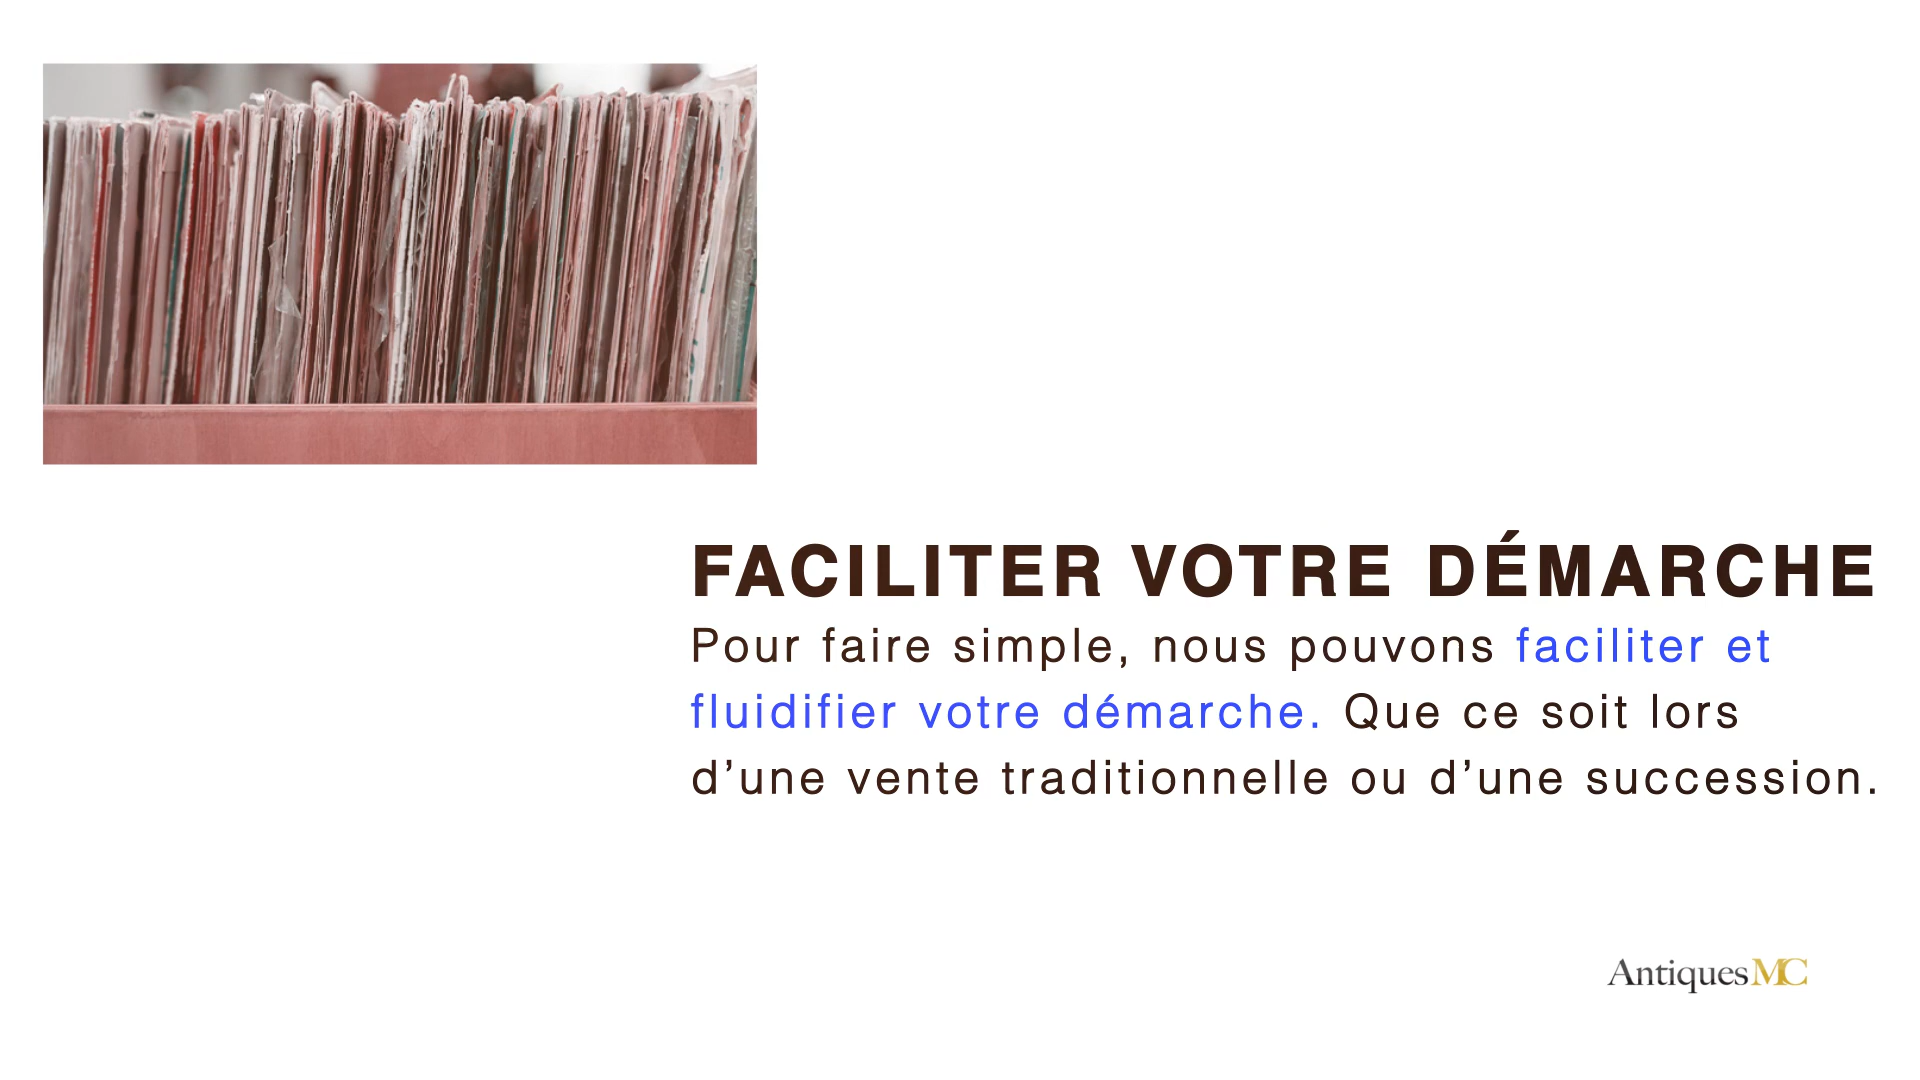 FACILITER VOTRE DÉMARCHE
Pour faire simple, nous pouvons faciliter et
fluidifier votre démarche. Que ce soit lors
d’une vente traditionnelle ou d’une succession.
AntiquesMC